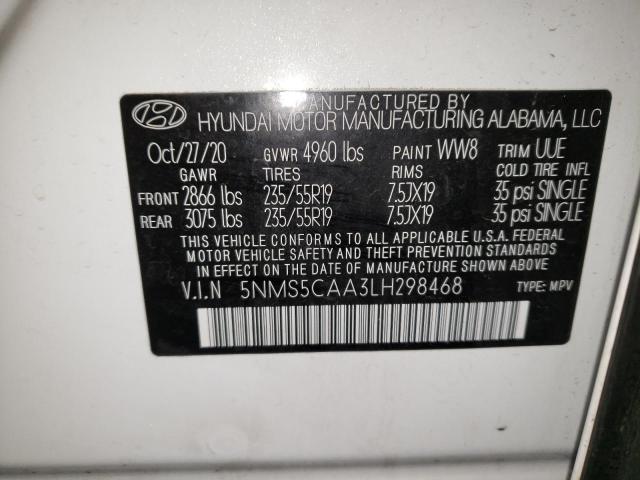 MANUFACTURED BY
HYUNDAI MOTOR MANUFACTURING ALABAMA, LLC
Oct/27/20 GVWR 4960 lbs PAINT WW8 TRIM UUE
GAWR TIRES RIMS COLD TIRE INFL
FRONT 2866 lbs 235/55R19 7.5JX19 35 psi SINGLE
REAR 3075 lbs 235/55R19 7.5JX19 35 psi SINGLE
THIS VEHICLE CONFORMS TO ALL APPLICABLE U.S.A. FEDERAL
MOTOR VEHICLE SAFETY AND THEFT PREVENTION STANDARDS
IN EFFECT ON THE DATE OF MANUFACTURE SHOWN ABOVE.
V.I.N 5NMS5CAA3LH298468 TYPE: MPV